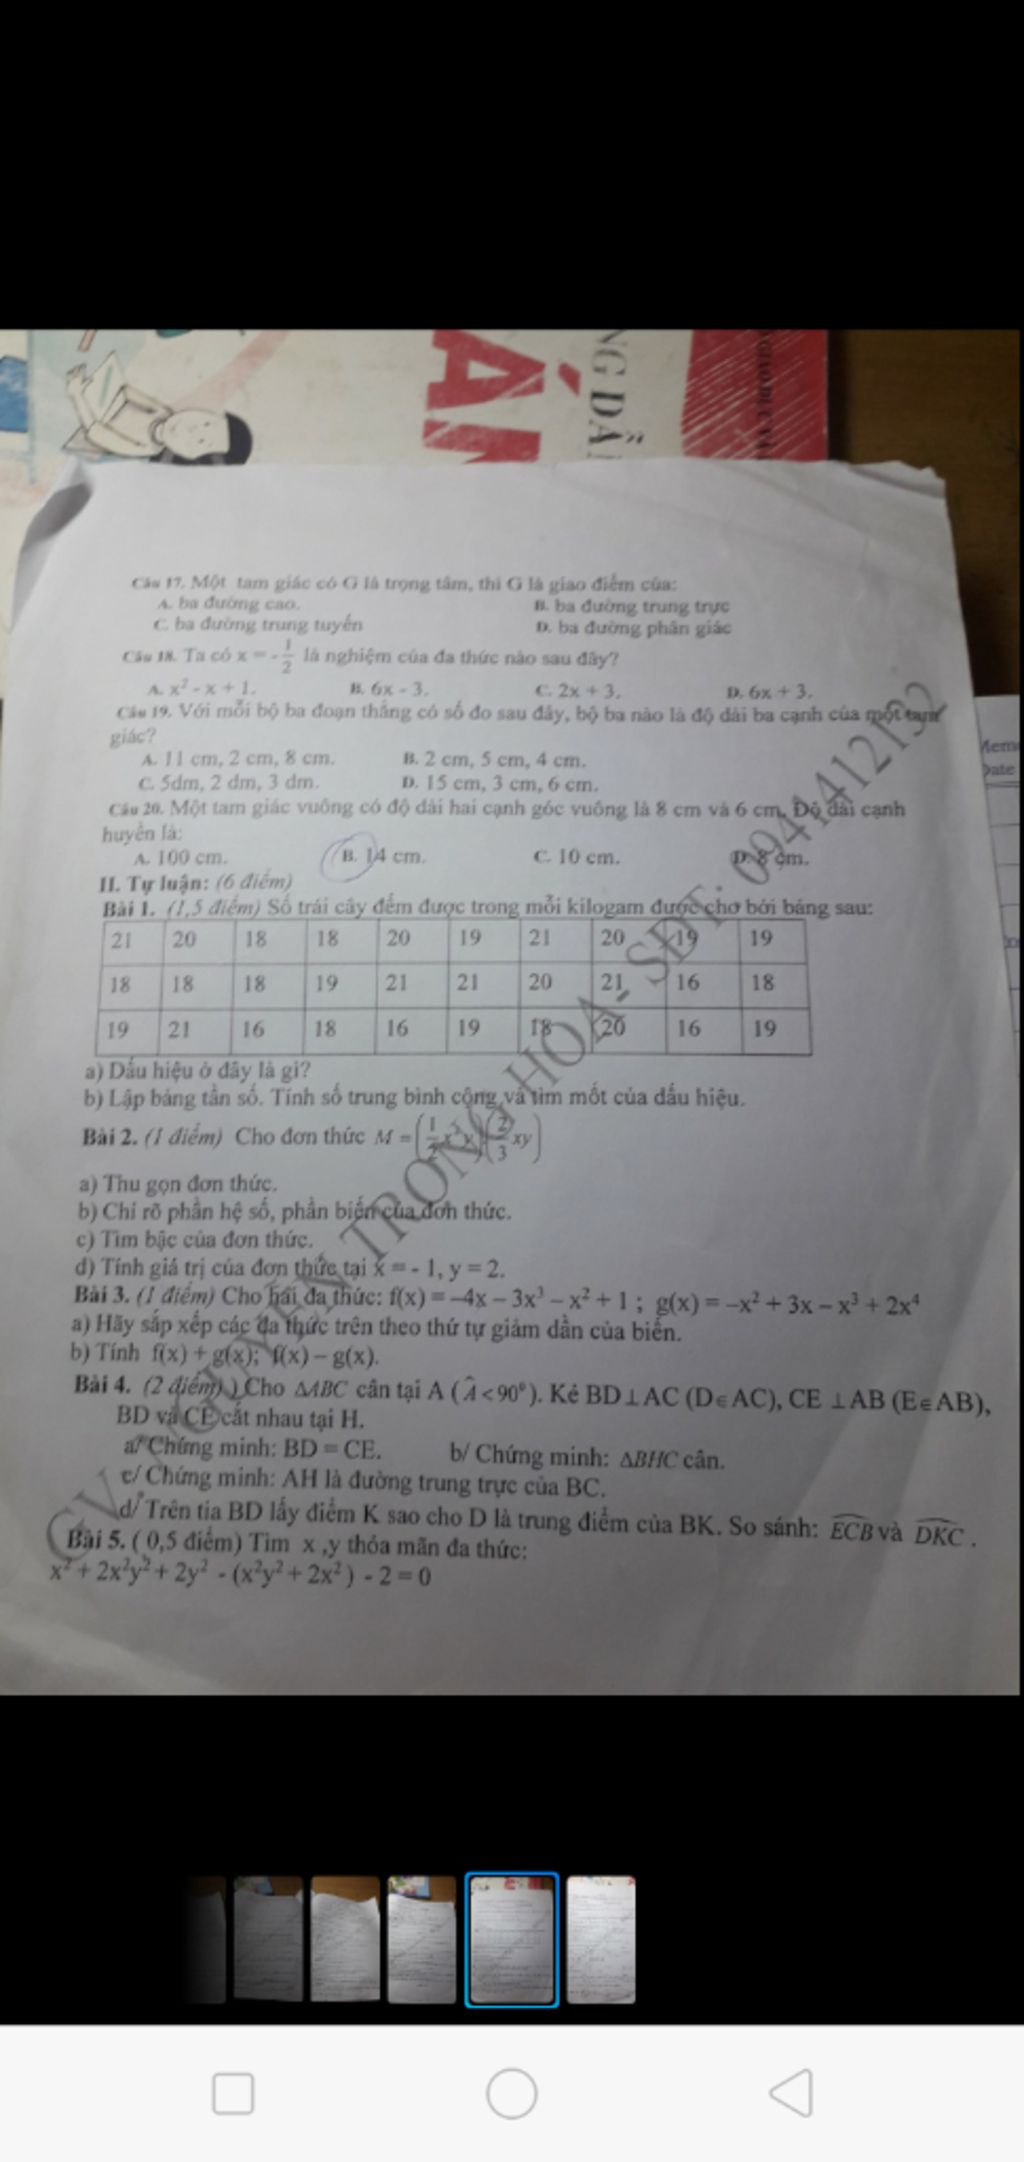 ÁN
NG DẪ
Câu 17. Một tam giác có G là trọng tâm, thì G là giao điểm của:
A. ba đường cao. B. ba đường trung trực
C. ba đường trung tuyến D. ba đường phân giác
Câu 18. Ta có x = - 1/2 là nghiệm của đa thức nào sau đây?
A. x² - x + 1. B. 6x - 3. C. 2x + 3. D. 6x + 3.
Câu 19. Với mỗi bộ ba đoạn thẳng có số đo sau đây, bộ ba nào là độ dài ba cạnh của một tam
giác?
A. 11 cm, 2 cm, 8 cm. B. 2 cm, 5 cm, 4 cm.
C. 5dm, 2 dm, 3 dm. D. 15 cm, 3 cm, 6 cm.
Câu 20. Một tam giác vuông có độ dài hai cạnh góc vuông là 8 cm và 6 cm. Độ dài cạnh
huyền là:
A. 100 cm. B. 14 cm. C. 10 cm. D. 8 cm.
II. Tự luận: (6 điểm)
Bài 1. (1,5 điểm) Số trái cây đếm được trong mỗi kilogam được cho bởi bảng sau:
21 20 18 18 20 19 21 20 19 19
18 18 18 19 21 21 20 21 16 18
19 21 16 18 16 19 18 20 16 19
a) Dấu hiệu ở đây là gì?
b) Lập bảng tần số. Tính số trung bình cộng và tìm mốt của dấu hiệu.
Bài 2. (1 điểm) Cho đơn thức M = (2/3 xy)
a) Thu gọn đơn thức.
b) Chỉ rõ phần hệ số, phần biến của đơn thức.
c) Tìm bậc của đơn thức.
d) Tính giá trị của đơn thức tại x = - 1, y = 2.
Bài 3. (1 điểm) Cho hai đa thức: f(x) = –4x – 3x³ – x² + 1 ; g(x) = –x² + 3x – x³ + 2x⁴
a) Hãy sắp xếp các đa thức trên theo thứ tự giảm dần của biến.
b) Tính f(x) + g(x); f(x) – g(x).
Bài 4. (2 điểm) ) Cho ΔABC cân tại A (Â < 90°). Kẻ BD ⊥ AC (D∈AC), CE ⊥ AB (E∈AB),
BD và CE cắt nhau tại H.
a/ Chứng minh: BD = CE. b/ Chứng minh: ΔBHC cân.
c/ Chứng minh: AH là đường trung trực của BC.
d/ Trên tia BD lấy điểm K sao cho D là trung điểm của BK. So sánh: ECB và DKC .
Bài 5. ( 0,5 điểm) Tìm x ,y thỏa mãn đa thức:
x² + 2x²y² + 2y² - (x²y² + 2x² ) - 2 = 0
GV: NGUYỄN TRỌNG HOA- SĐT: 0944141219